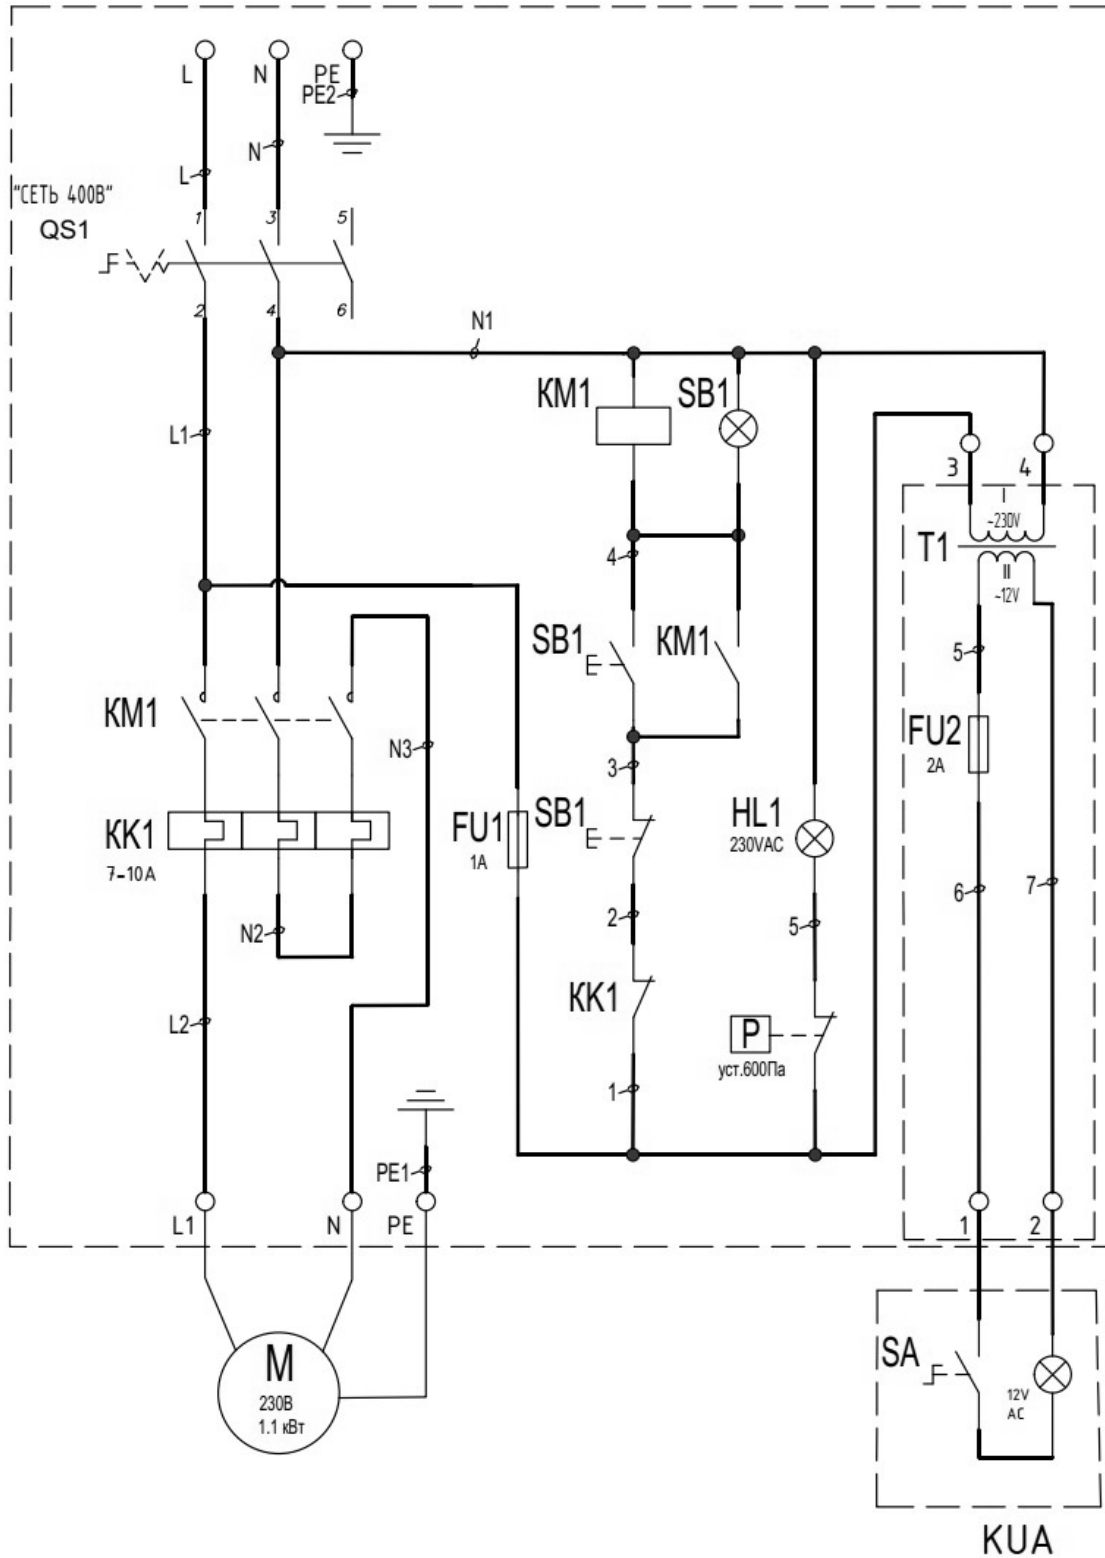 L
N
PE
PE2
N
L
"СЕТЬ 400В"
QS1
1
3
5
2
4
6
N1
KM1
SB1
L1
3
4
I
~230V
T1
II
~12V
4
5
SB1
KM1
KM1
FU2
2A
N3
3
KK1
7-10A
FU1
1A
SB1
HL1
230VAC
6
7
N2
2
5
KK1
L2
P
уст.600Па
1
PE1
L1
N
PE
1
2
M
230В
1.1 кВт
SA
12V
AC
KUA